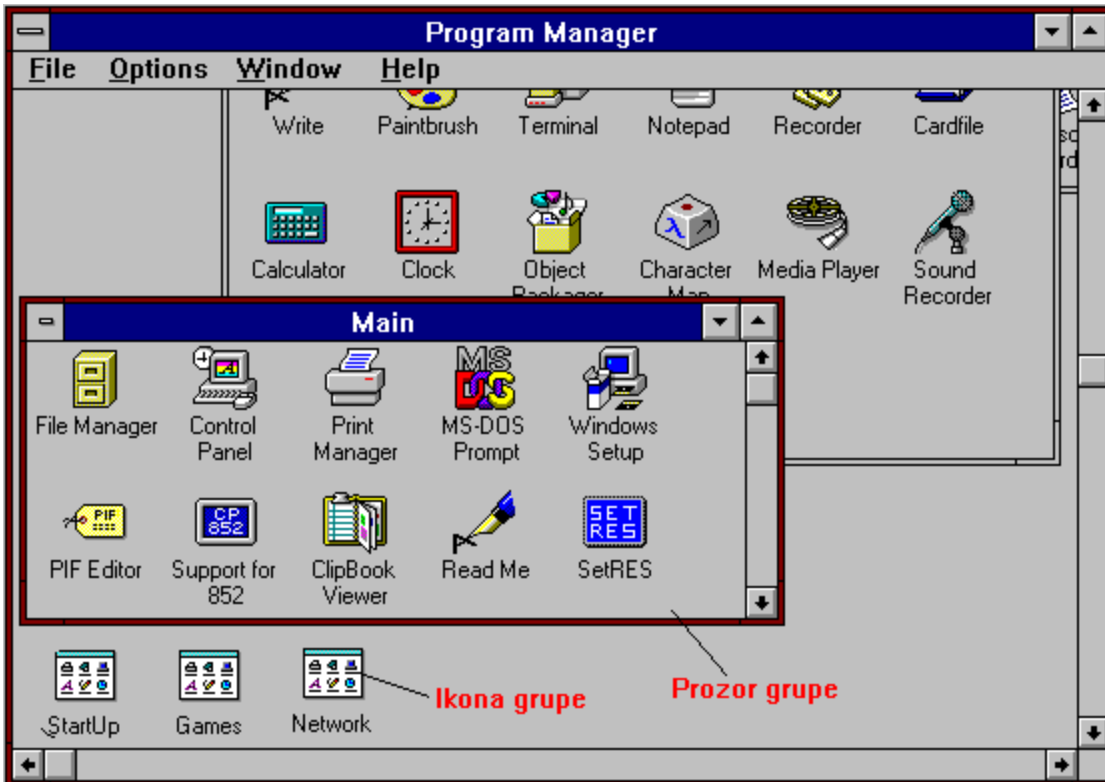 Program Manager
File Options Window Help
Write Paintbrush Terminal Notepad Recorder Cardfile
Calculator Clock Object Character Media Player Sound
Recorder
Main
MS
DOS
File Manager Control Print MS-DOS Windows
Panel Manager Prompt Setup
PIF CP SET
852 RES
PIF Editor Support for ClipBook Read Me SetRES
852 Viewer
Ikona grupe Prozor grupe
StartUp Games Network